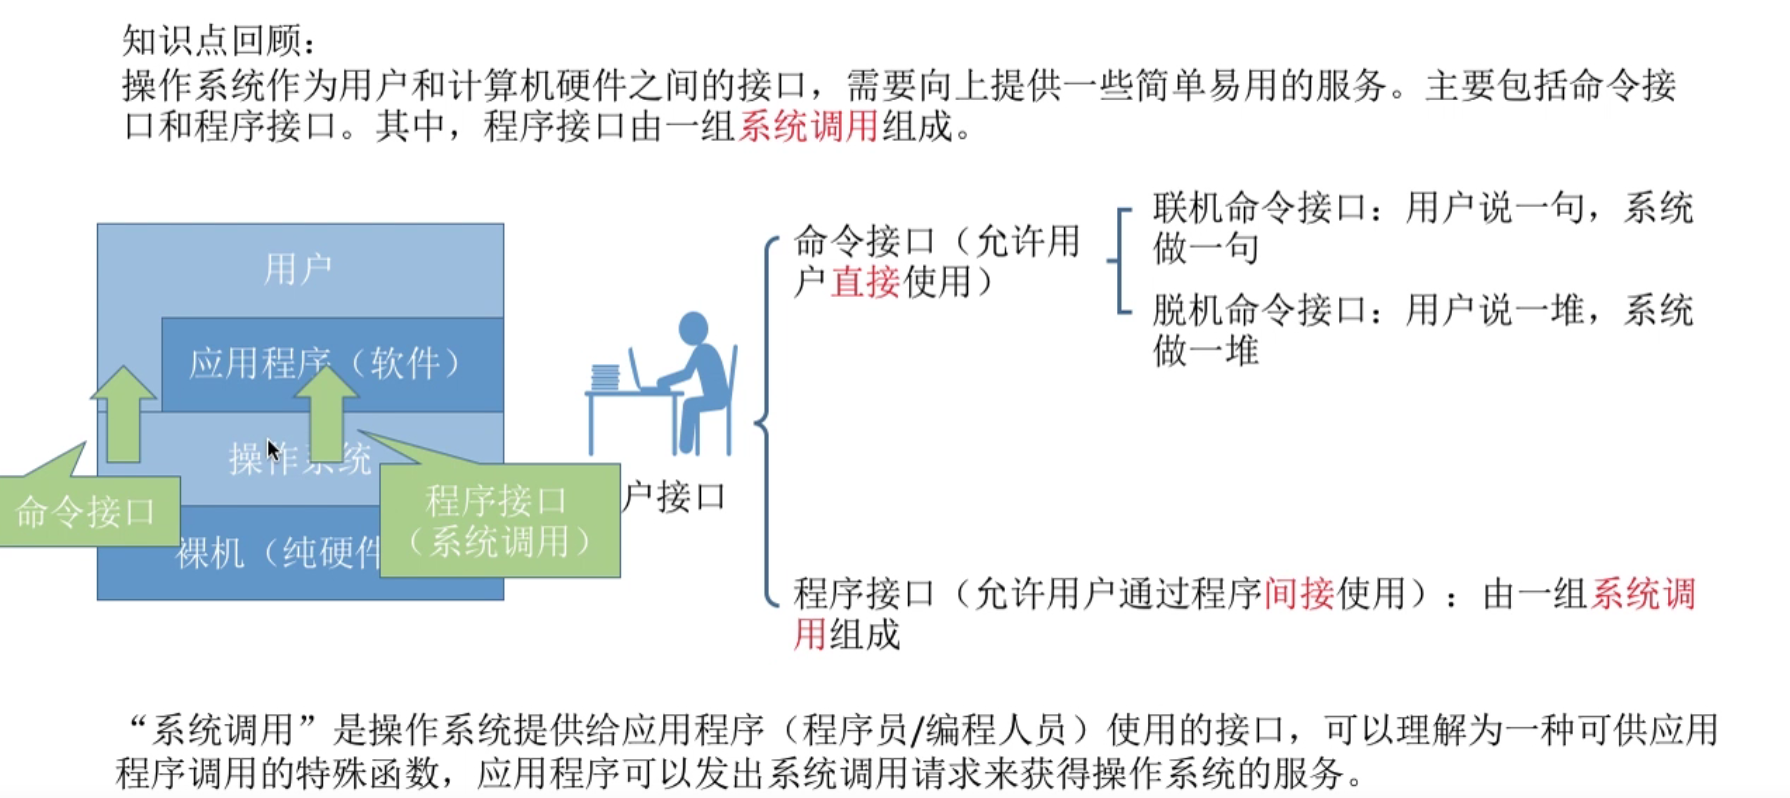 知识点回顾：
操作系统作为用户和计算机硬件之间的接口，需要向上提供一些简单易用的服务。主要包括命令接
口和程序接口。其中，程序接口由一组系统调用组成。
用户
应用程序（软件）
操作系统
裸机（纯硬件
命令接口
程序接口
（系统调用）
户接口
命令接口（允许用
户直接使用）
联机命令接口：用户说一句，系统
做一句
脱机命令接口：用户说一堆，系统
做一堆
程序接口（允许用户通过程序间接使用）：由一组系统调
用组成
“系统调用”是操作系统提供给应用程序（程序员/编程人员）使用的接口，可以理解为一种可供应用
程序调用的特殊函数，应用程序可以发出系统调用请求来获得操作系统的服务。